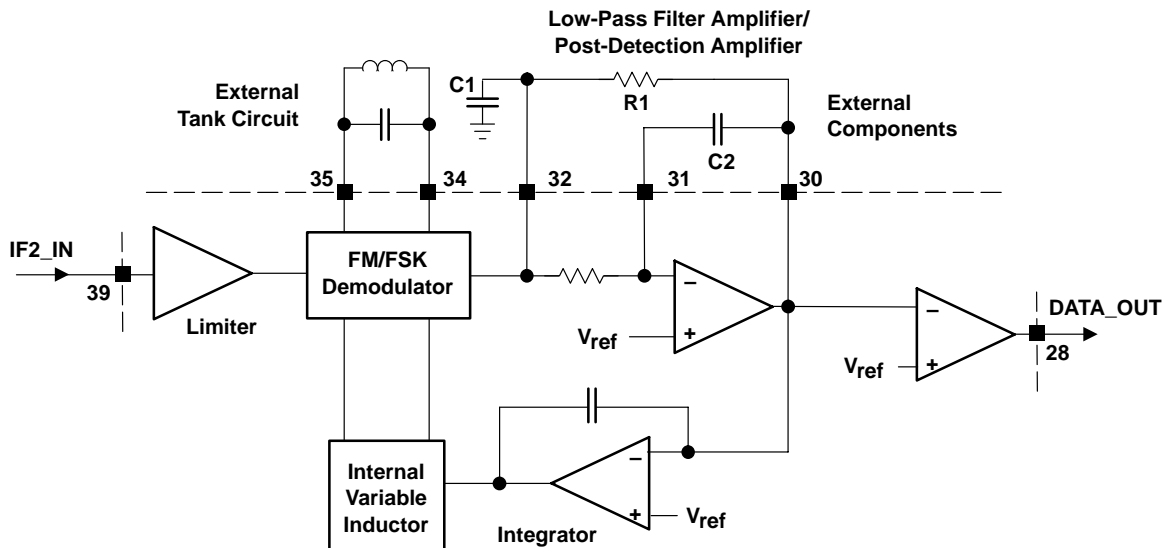 Low-Pass Filter Amplifier/
Post-Detection Amplifier
External
Tank Circuit
C1
R1
C2
External
Components
35
34
32
31
30
IF2_IN
39
Limiter
FM/FSK
Demodulator
−
+
Vref
−
+
Vref
DATA_OUT
28
Internal
Variable
Inductor
Integrator
−
+
Vref